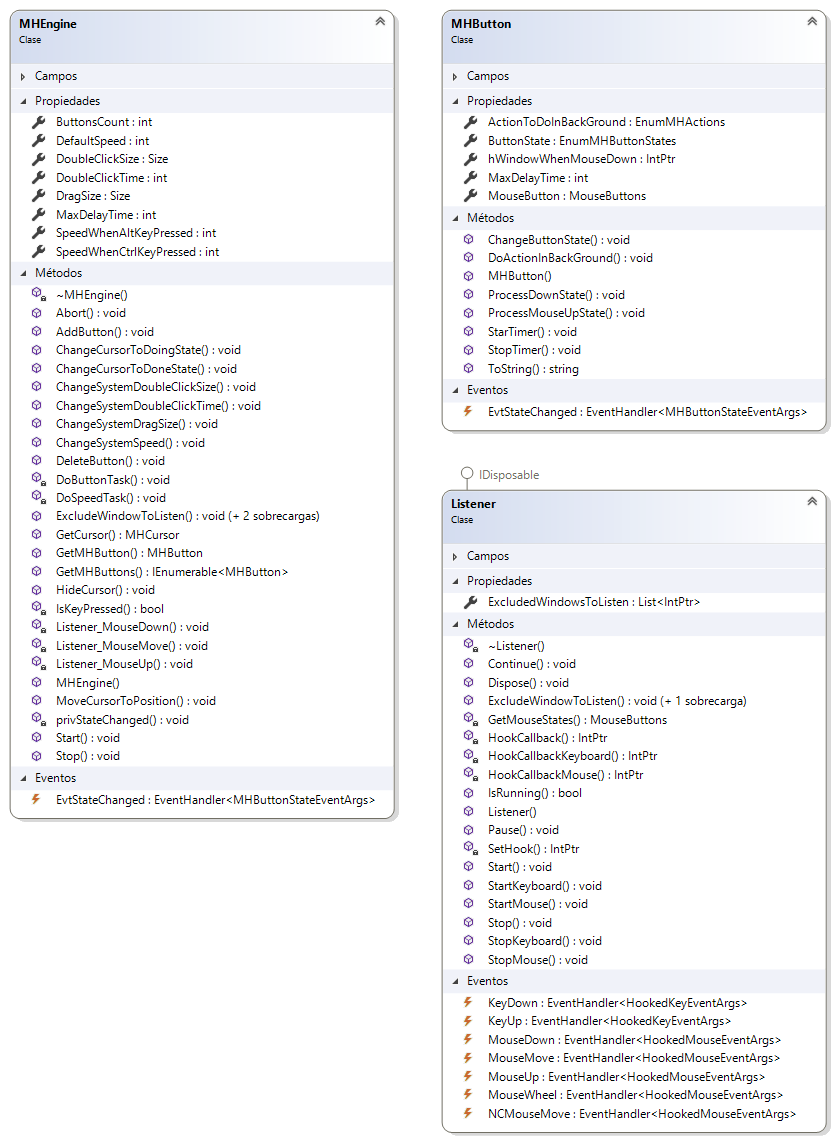 MHEngine
Clase
Campos
Propiedades
ButtonsCount : int
DefaultSpeed : int
DoubleClickSize : Size
DoubleClickTime : int
DragSize : Size
MaxDelayTime : int
SpeedWhenAltKeyPressed : int
SpeedWhenCtrlKeyPressed : int
Métodos
~MHEngine()
Abort() : void
AddButton() : void
ChangeCursorToDoingState() : void
ChangeCursorToDoneState() : void
ChangeSystemDoubleClickSize() : void
ChangeSystemDoubleClickTime() : void
ChangeSystemDragSize() : void
ChangeSystemSpeed() : void
DeleteButton() : void
DoButtonTask() : void
DoSpeedTask() : void
ExcludeWindowToListen() : void (+ 2 sobrecargas)
GetCursor() : MHCursor
GetMHButton() : MHButton
GetMHButtons() : IEnumerable<MHButton>
HideCursor() : void
IsKeyPressed() : bool
Listener_MouseDown() : void
Listener_MouseMove() : void
Listener_MouseUp() : void
MHEngine()
MoveCursorToPosition() : void
privStateChanged() : void
Start() : void
Stop() : void
Eventos
EvtStateChanged : EventHandler<MHButtonStateEventArgs>
MHButton
Clase
Campos
Propiedades
ActionToDoInBackGround : EnumMHActions
ButtonState : EnumMHButtonStates
hWindowWhenMouseDown : IntPtr
MaxDelayTime : int
MouseButton : MouseButtons
Métodos
ChangeButtonState() : void
DoActionInBackGround() : void
MHButton()
ProcessDownState() : void
ProcessMouseUpState() : void
StarTimer() : void
StopTimer() : void
ToString() : string
Eventos
EvtStateChanged : EventHandler<MHButtonStateEventArgs>
IDisposable
Listener
Clase
Campos
Propiedades
ExcludedWindowsToListen : List<IntPtr>
Métodos
~Listener()
Continue() : void
Dispose() : void
ExcludeWindowToListen() : void (+ 1 sobrecarga)
GetMouseStates() : MouseButtons
HookCallback() : IntPtr
HookCallbackKeyboard() : IntPtr
HookCallbackMouse() : IntPtr
IsRunning() : bool
Listener()
Pause() : void
SetHook() : IntPtr
Start() : void
StartKeyboard() : void
StartMouse() : void
Stop() : void
StopKeyboard() : void
StopMouse() : void
Eventos
KeyDown : EventHandler<HookedKeyEventArgs>
KeyUp : EventHandler<HookedKeyEventArgs>
MouseDown : EventHandler<HookedMouseEventArgs>
MouseMove : EventHandler<HookedMouseEventArgs>
MouseUp : EventHandler<HookedMouseEventArgs>
MouseWheel : EventHandler<HookedMouseEventArgs>
NCMouseMove : EventHandler<HookedMouseEventArgs>